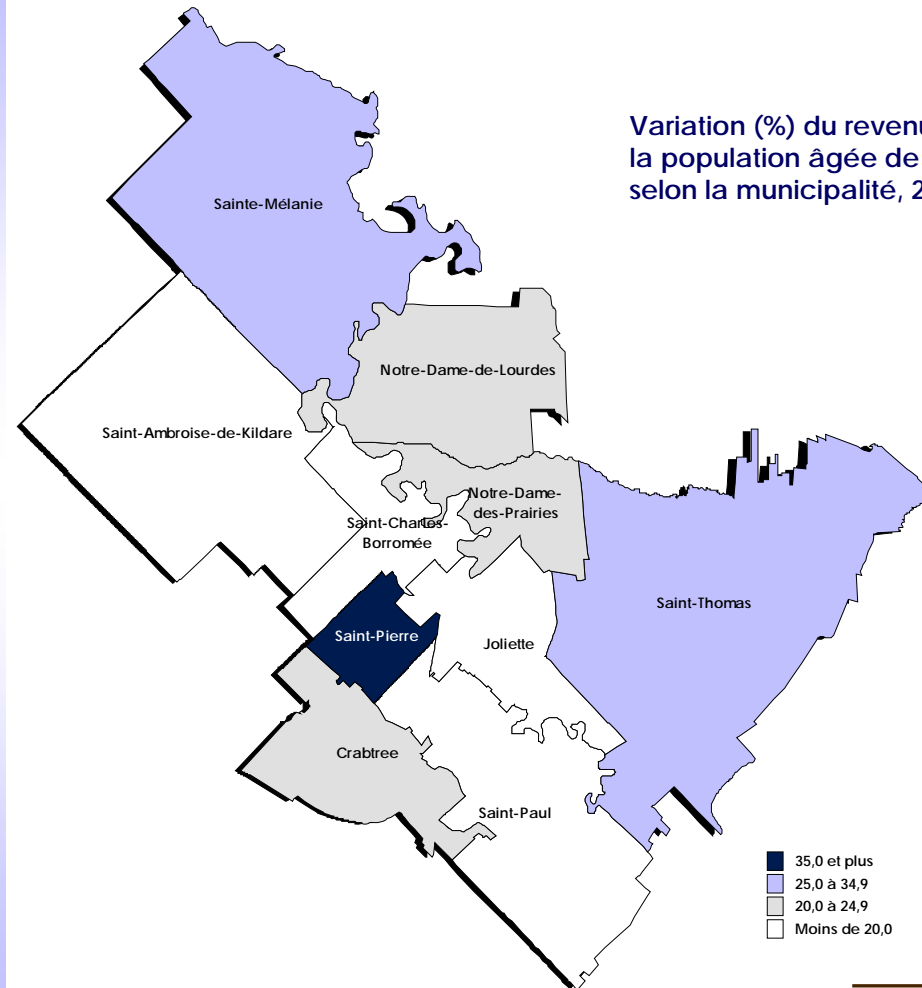 Variation (%) du revenu
la population âgée de
selon la municipalité, 2
Sainte-Mélanie
Notre-Dame-de-Lourdes
Saint-Ambroise-de-Kildare
Notre-Dame-
des-Prairies
Saint-Charles-
Borromée
Saint-Thomas
Saint-Pierre
Joliette
Crabtree
Saint-Paul
35,0 et plus
25,0 à 34,9
20,0 à 24,9
Moins de 20,0